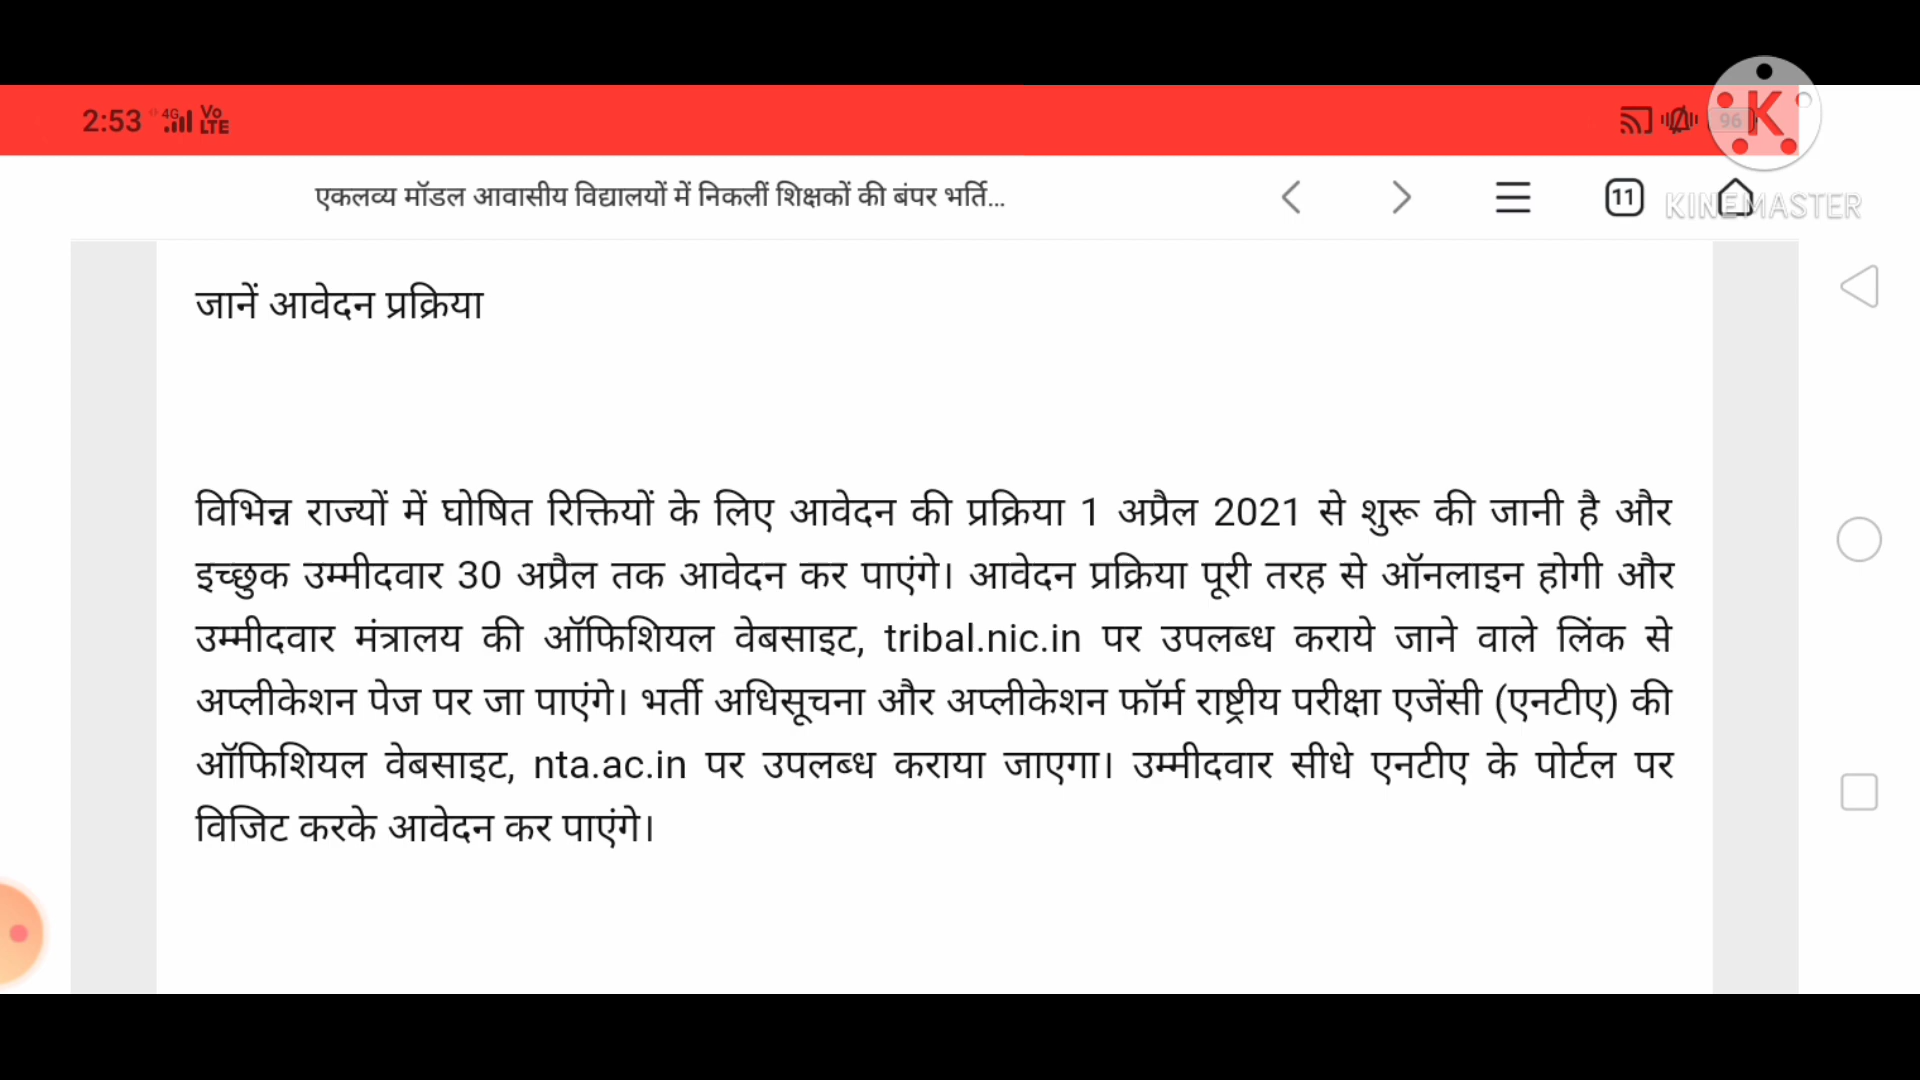 2:53 4G Vo LTE 96 K
एकलव्य मॉडल आवासीय विद्यालयों में निकलीं शिक्षकों की बंपर भर्ति... 11 KINEMASTER
जानें आवेदन प्रक्रिया
विभिन्न राज्यों में घोषित रिक्तियों के लिए आवेदन की प्रक्रिया 1 अप्रैल 2021 से शुरू की जानी है और
इच्छुक उम्मीदवार 30 अप्रैल तक आवेदन कर पाएंगे। आवेदन प्रक्रिया पूरी तरह से ऑनलाइन होगी और
उम्मीदवार मंत्रालय की ऑफिशियल वेबसाइट, tribal.nic.in पर उपलब्ध कराये जाने वाले लिंक से
अप्लीकेशन पेज पर जा पाएंगे। भर्ती अधिसूचना और अप्लीकेशन फॉर्म राष्ट्रीय परीक्षा एजेंसी (एनटीए) की
ऑफिशियल वेबसाइट, nta.ac.in पर उपलब्ध कराया जाएगा। उम्मीदवार सीधे एनटीए के पोर्टल पर
विजिट करके आवेदन कर पाएंगे।